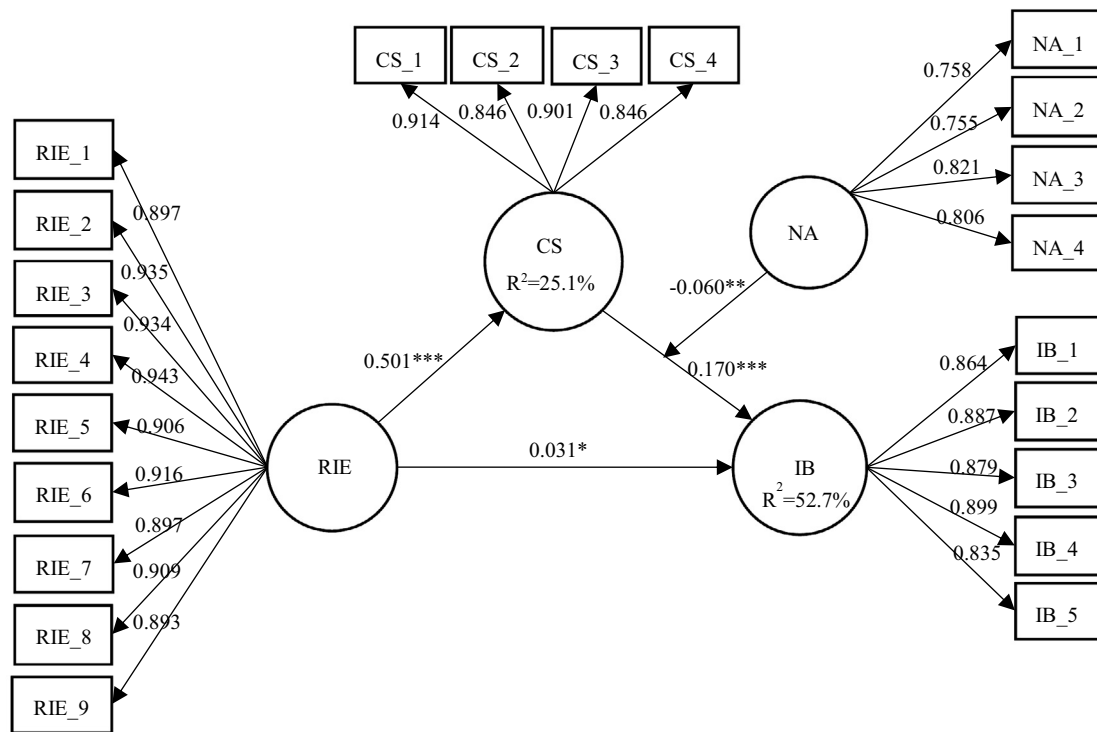 CS_1
CS_2
CS_3
CS_4
0.914
0.846
0.901
0.846
NA_1
NA_2
NA_3
NA_4
0.758
0.755
0.821
0.806
NA
-0.060**
CS
R²=25.1%
RIE_1
RIE_2
RIE_3
RIE_4
RIE_5
RIE_6
RIE_7
RIE_8
RIE_9
0.897
0.935
0.934
0.943
0.906
0.916
0.897
0.909
0.893
RIE
0.501***
0.170***
0.031*
IB
R²=52.7%
0.864
0.887
0.879
0.899
0.835
IB_1
IB_2
IB_3
IB_4
IB_5